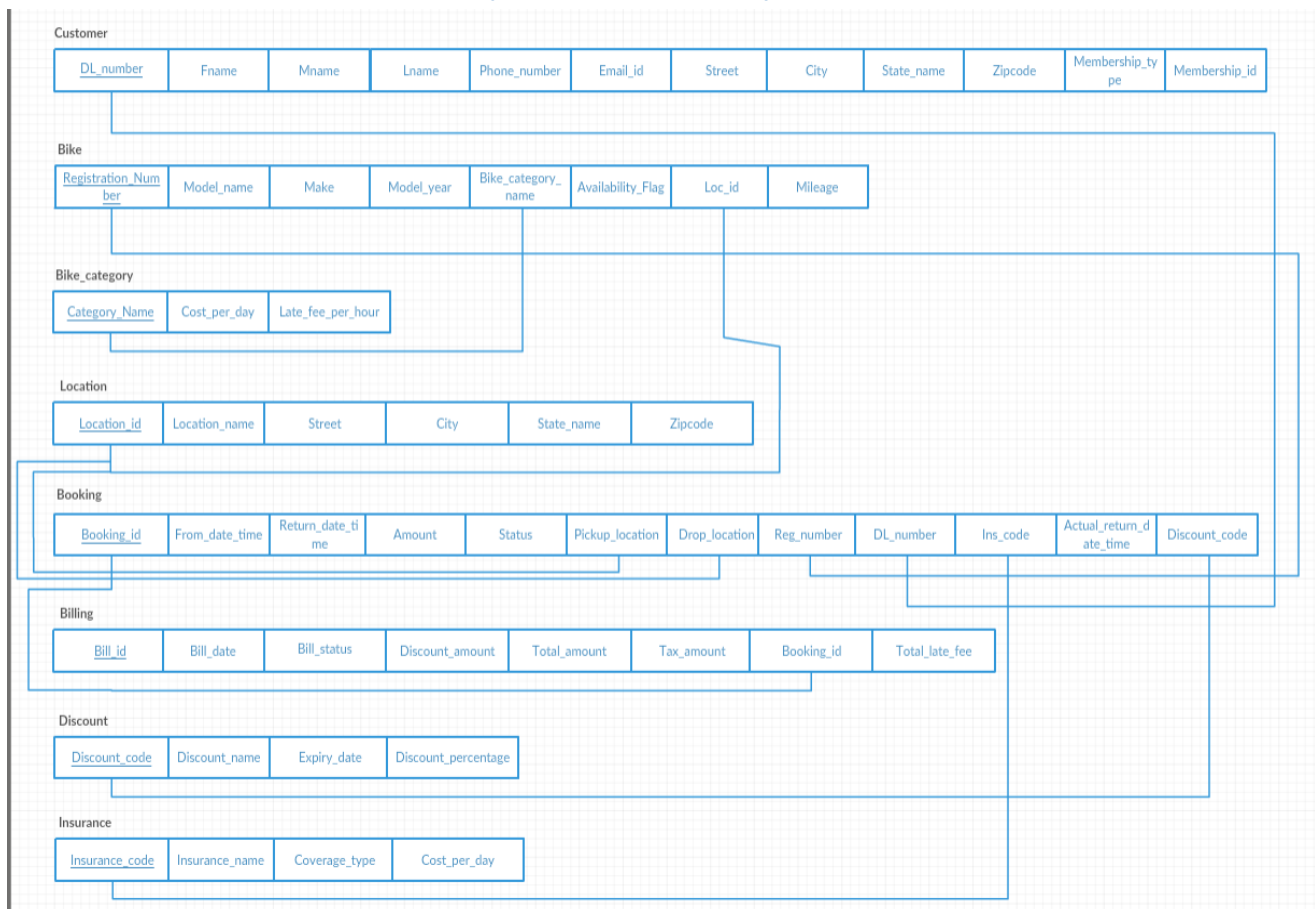 Customer
DL_number Fname Mname Lname Phone_number Email_id Street City State_name Zipcode Membership_ty Membership_id
pe
Bike
Registration_Num Model_name Make Model_year Bike_category_ Availability_Flag Loc_id Mileage
ber name
Bike_category
Category_Name Cost_per_day Late_fee_per_hour
Location
Location_id Location_name Street City State_name Zipcode
Booking
Booking_id From_date_time Return_date_ti Amount Status Pickup_location Drop_location Reg_number DL_number Ins_code Actual_return_d Discount_code
me ate_time
Billing
Bill_id Bill_date Bill_status Discount_amount Total_amount Tax_amount Booking_id Total_late_fee
Discount
Discount_code Discount_name Expiry_date Discount_percentage
Insurance
Insurance_code Insurance_name Coverage_type Cost_per_day